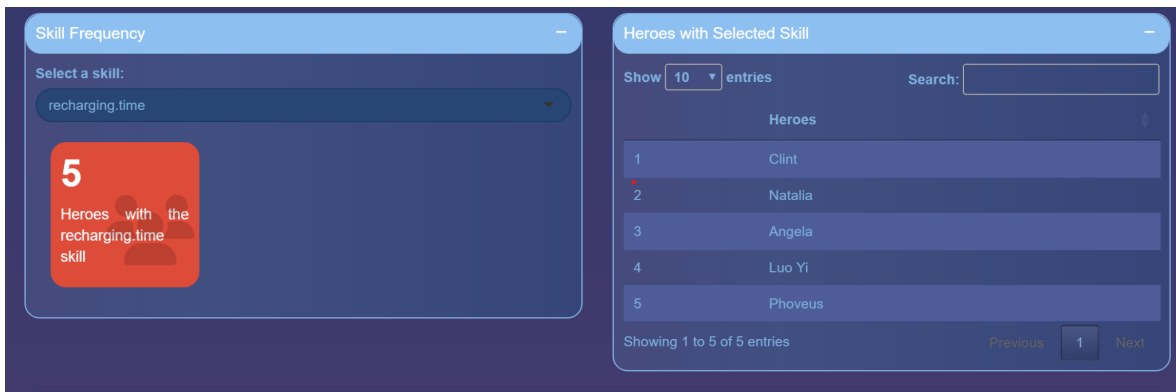 Skill Frequency
Select a skill:
recharging.time
5
Heroes with the
recharging.time
skill
Heroes with Selected Skill
Show 10 entries Search:
Heroes
1 Clint
2 Natalia
3 Angela
4 Luo Yi
5 Phoveus
Showing 1 to 5 of 5 entries Previous 1 Next